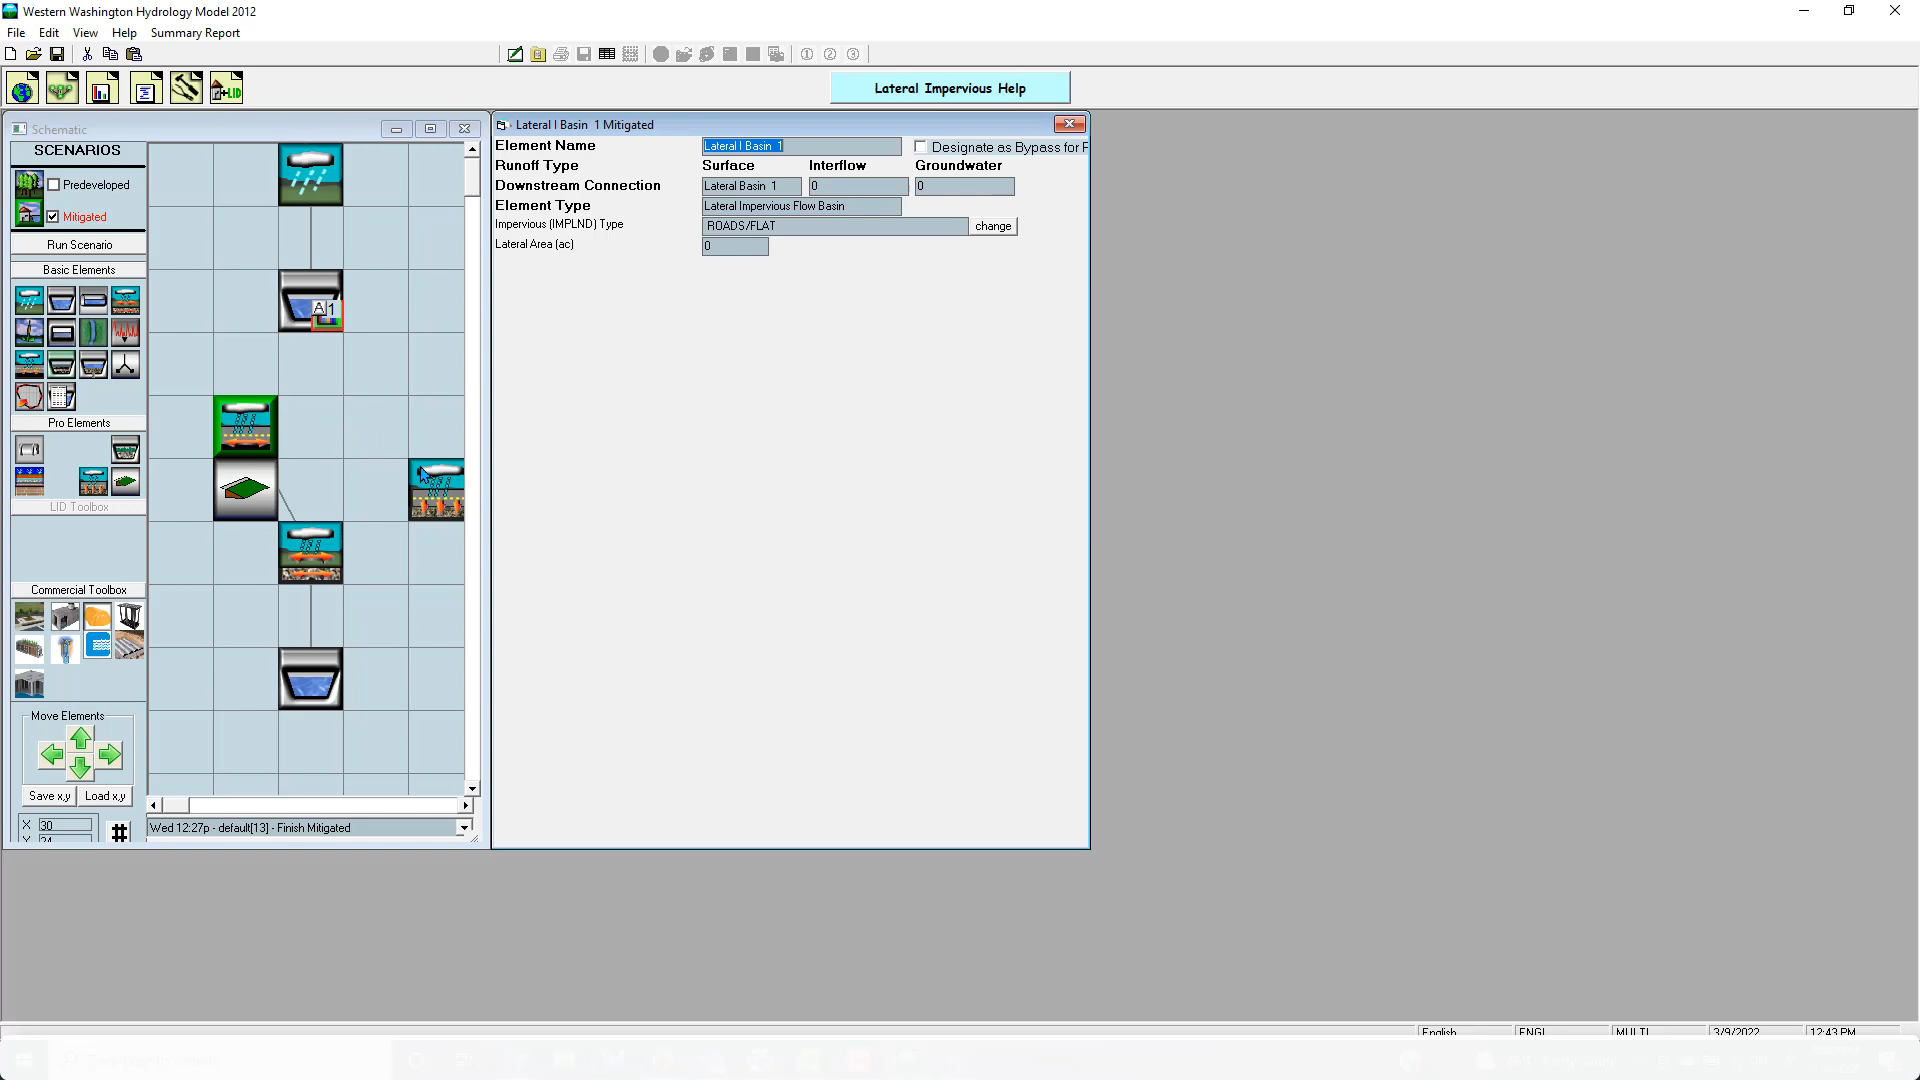 Western Washington Hydrology Model 2012
File Edit View Help Summary Report
+LID
Lateral Impervious Help
Schematic
SCENARIOS
Predeveloped
Mitigated
Run Scenario
Basic Elements
Pro Elements
LID Toolbox
Commercial Toolbox
Move Elements
Save x,y Load x,y
X 30
Y 24
A 1
Wed 12:27p - default[13] - Finish Mitigated
Lateral I Basin 1 Mitigated
Element Name Lateral I Basin 1 Designate as Bypass for P
Runoff Type Surface Interflow Groundwater
Downstream Connection Lateral Basin 1 0 0
Element Type Lateral Impervious Flow Basin
Impervious (IMPLND) Type ROADS/FLAT change
Lateral Area (ac) 0
English ENGL MULTI 3/9/2022 12:43 PM